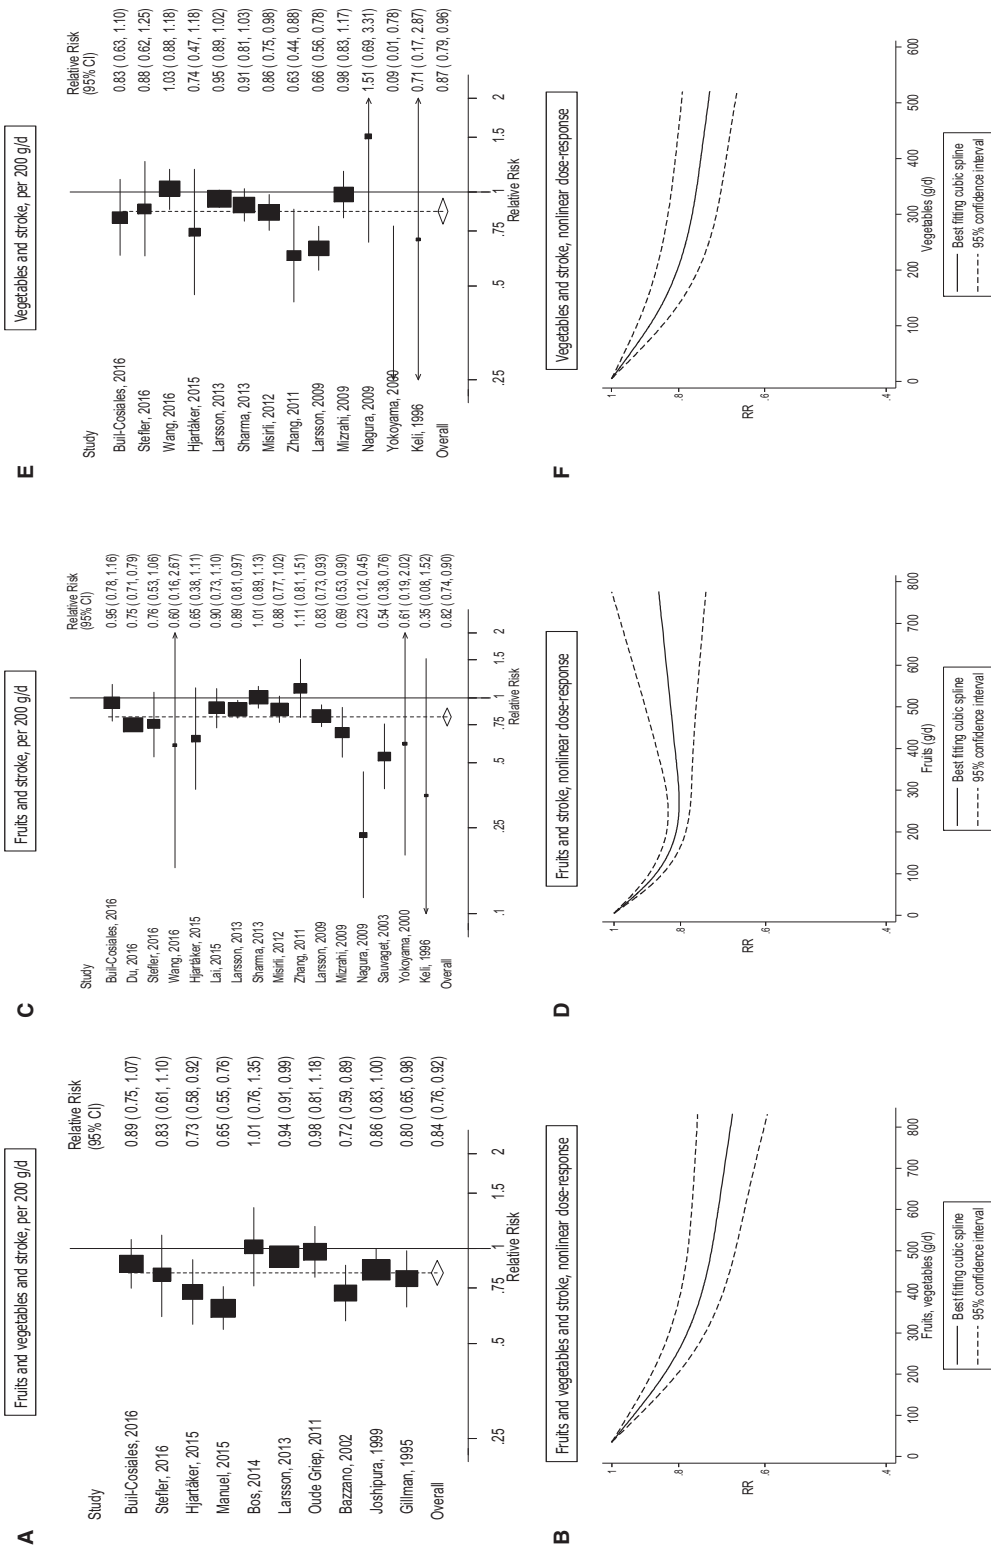 A
Fruits and vegetables and stroke, per 200 g/d
Study
Relative Risk
(95% CI)
Buil-Cosiales, 2016 0.89 ( 0.75, 1.07)
Stefler, 2016 0.83 ( 0.61, 1.10)
Hjartåker, 2015 0.73 ( 0.58, 0.92)
Manuel, 2015 0.65 ( 0.55, 0.76)
Bos, 2014 1.01 ( 0.76, 1.35)
Larsson, 2013 0.94 ( 0.91, 0.99)
Oude Griep, 2011 0.98 ( 0.81, 1.18)
Bazzano, 2002 0.72 ( 0.59, 0.89)
Joshipura, 1999 0.86 ( 0.83, 1.00)
Gillman, 1995 0.80 ( 0.65, 0.98)
Overall 0.84 ( 0.76, 0.92)
.25 .5 .75 1 1.5 2
Relative Risk
C
Fruits and stroke, per 200 g/d
Study
Relative Risk
(95% CI)
Buil-Cosiales, 2016 0.95 ( 0.78, 1.16)
Du, 2016 0.75 ( 0.71, 0.79)
Stefler, 2016 0.76 ( 0.53, 1.06)
Wang, 2016 0.60 ( 0.16, 2.67)
Hjartåker, 2015 0.65 ( 0.38, 1.11)
Lai, 2015 0.90 ( 0.73, 1.10)
Larsson, 2013 0.89 ( 0.81, 0.97)
Sharma, 2013 1.01 ( 0.89, 1.13)
Misirli, 2012 0.88 ( 0.77, 1.02)
Zhang, 2011 1.11 ( 0.81, 1.51)
Larsson, 2009 0.83 ( 0.73, 0.93)
Mizrahi, 2009 0.69 ( 0.53, 0.90)
Nagura, 2009 0.23 ( 0.12, 0.45)
Sauvaget, 2003 0.54 ( 0.38, 0.76)
Yokoyama, 2000 0.61 ( 0.19, 2.02)
Keli, 1996 0.35 ( 0.08, 1.52)
Overall 0.82 ( 0.74, 0.90)
.1 .25 .5 .75 1 1.5 2
Relative Risk
E
Vegetables and stroke, per 200 g/d
Study
Relative Risk
(95% CI)
Buil-Cosiales, 2016 0.83 ( 0.63, 1.10)
Stefler, 2016 0.88 ( 0.62, 1.25)
Wang, 2016 1.03 ( 0.88, 1.18)
Hjartåker, 2015 0.74 ( 0.47, 1.18)
Larsson, 2013 0.95 ( 0.89, 1.02)
Sharma, 2013 0.91 ( 0.81, 1.03)
Misirli, 2012 0.86 ( 0.75, 0.98)
Zhang, 2011 0.63 ( 0.44, 0.88)
Larsson, 2009 0.66 ( 0.56, 0.78)
Mizrahi, 2009 0.98 ( 0.83, 1.17)
Nagura, 2009 1.51 ( 0.69, 3.31)
Yokoyama, 2000 0.09 ( 0.01, 0.78)
Keli, 1996 0.71 ( 0.17, 2.87)
Overall 0.87 ( 0.79, 0.96)
.25 .5 .75 1 1.5 2
Relative Risk
B
Fruits and vegetables and stroke, nonlinear dose-response
1
.8
.6
.4
RR
0 100 200 300 400 500 600 700 800
Fruits, vegetables (g/d)
Best fitting cubic spline
95% confidence interval
D
Fruits and stroke, nonlinear dose-response
1
.8
.6
.4
RR
0 100 200 300 400 500 600 700 800
Fruits (g/d)
Best fitting cubic spline
95% confidence interval
F
Vegetables and stroke, nonlinear dose-response
.1
.8
.6
.4
RR
0 100 200 300 400 500 600
Vegetables (g/d)
Best fitting cubic spline
95% confidence interval